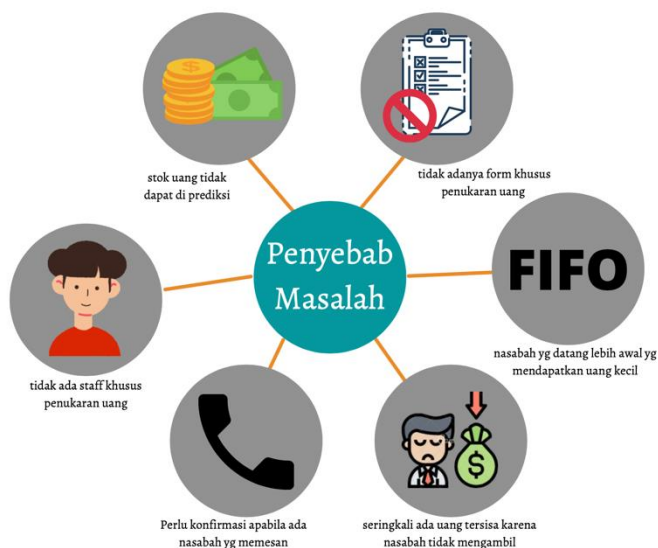 stok uang tidak
dapat di prediksi
tidak adanya form khusus
penukaran uang
Penyebab
Masalah
FIFO
nasabah yg datang lebih awal yg
mendapatkan uang kecil
tidak ada staff khusus
penukaran uang
Perlu konfirmasi apabila ada
nasabah yg memesan
seringkali ada uang tersisa karena
nasabah tidak mengambil